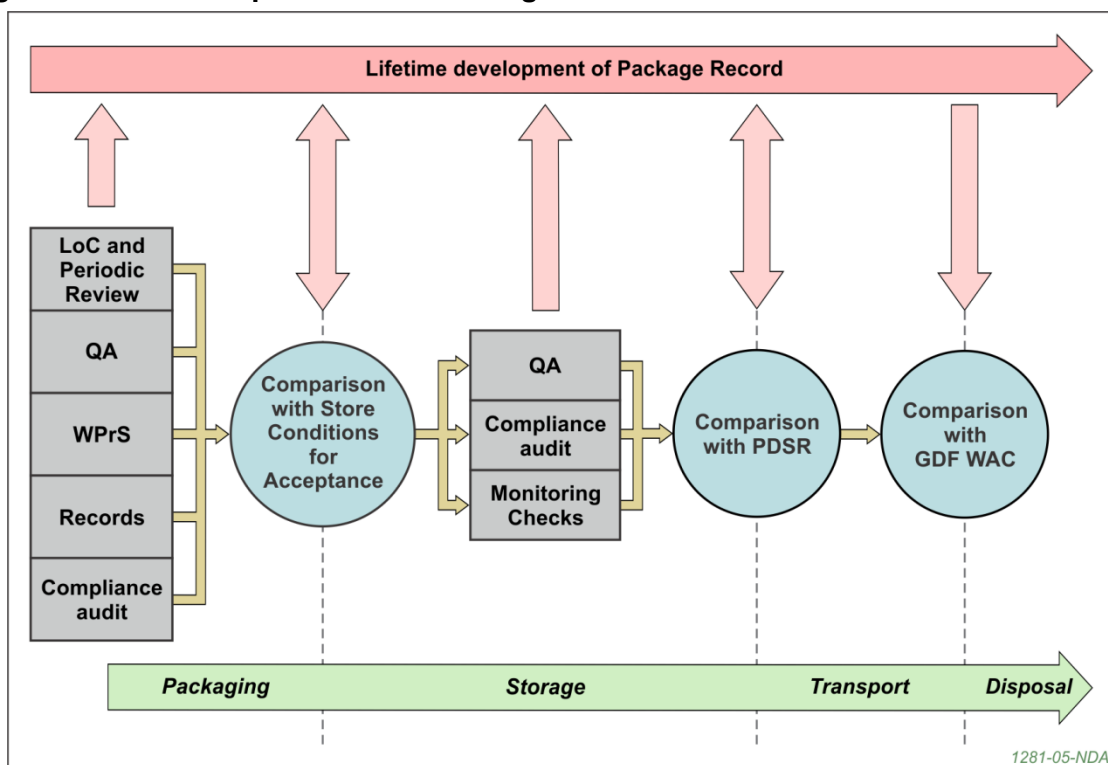 Lifetime development of Package Record
LoC and
Periodic
Review
QA
WPrS
Records
Compliance
audit
Comparison
with Store
Conditions
for
Acceptance
QA
Compliance
audit
Monitoring
Checks
Comparison
with PDSR
Comparison
with
GDF WAC
Packaging
Storage
Transport
Disposal
1281-05-NDA